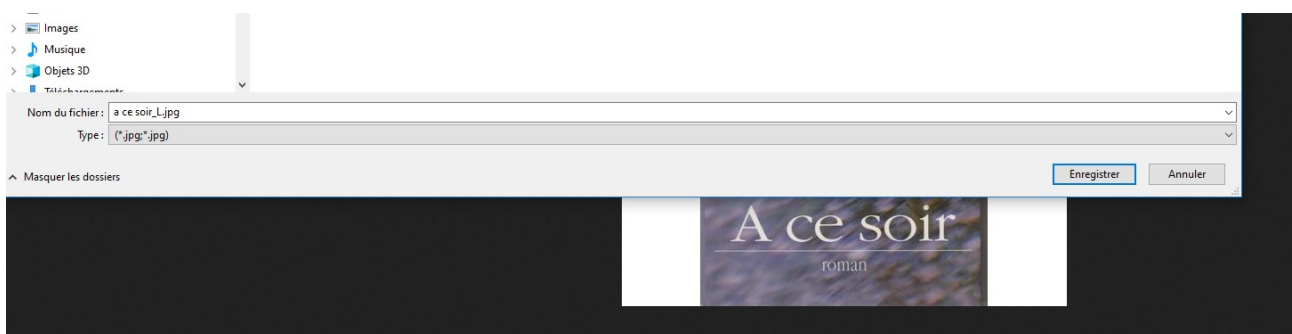 Images
Musique
Objets 3D
Téléchargements
Nom du fichier : a ce soir_L.jpg
Type : (*.jpg;*.jpg)
Masquer les dossiers
Enregistrer Annuler
A ce soir
roman